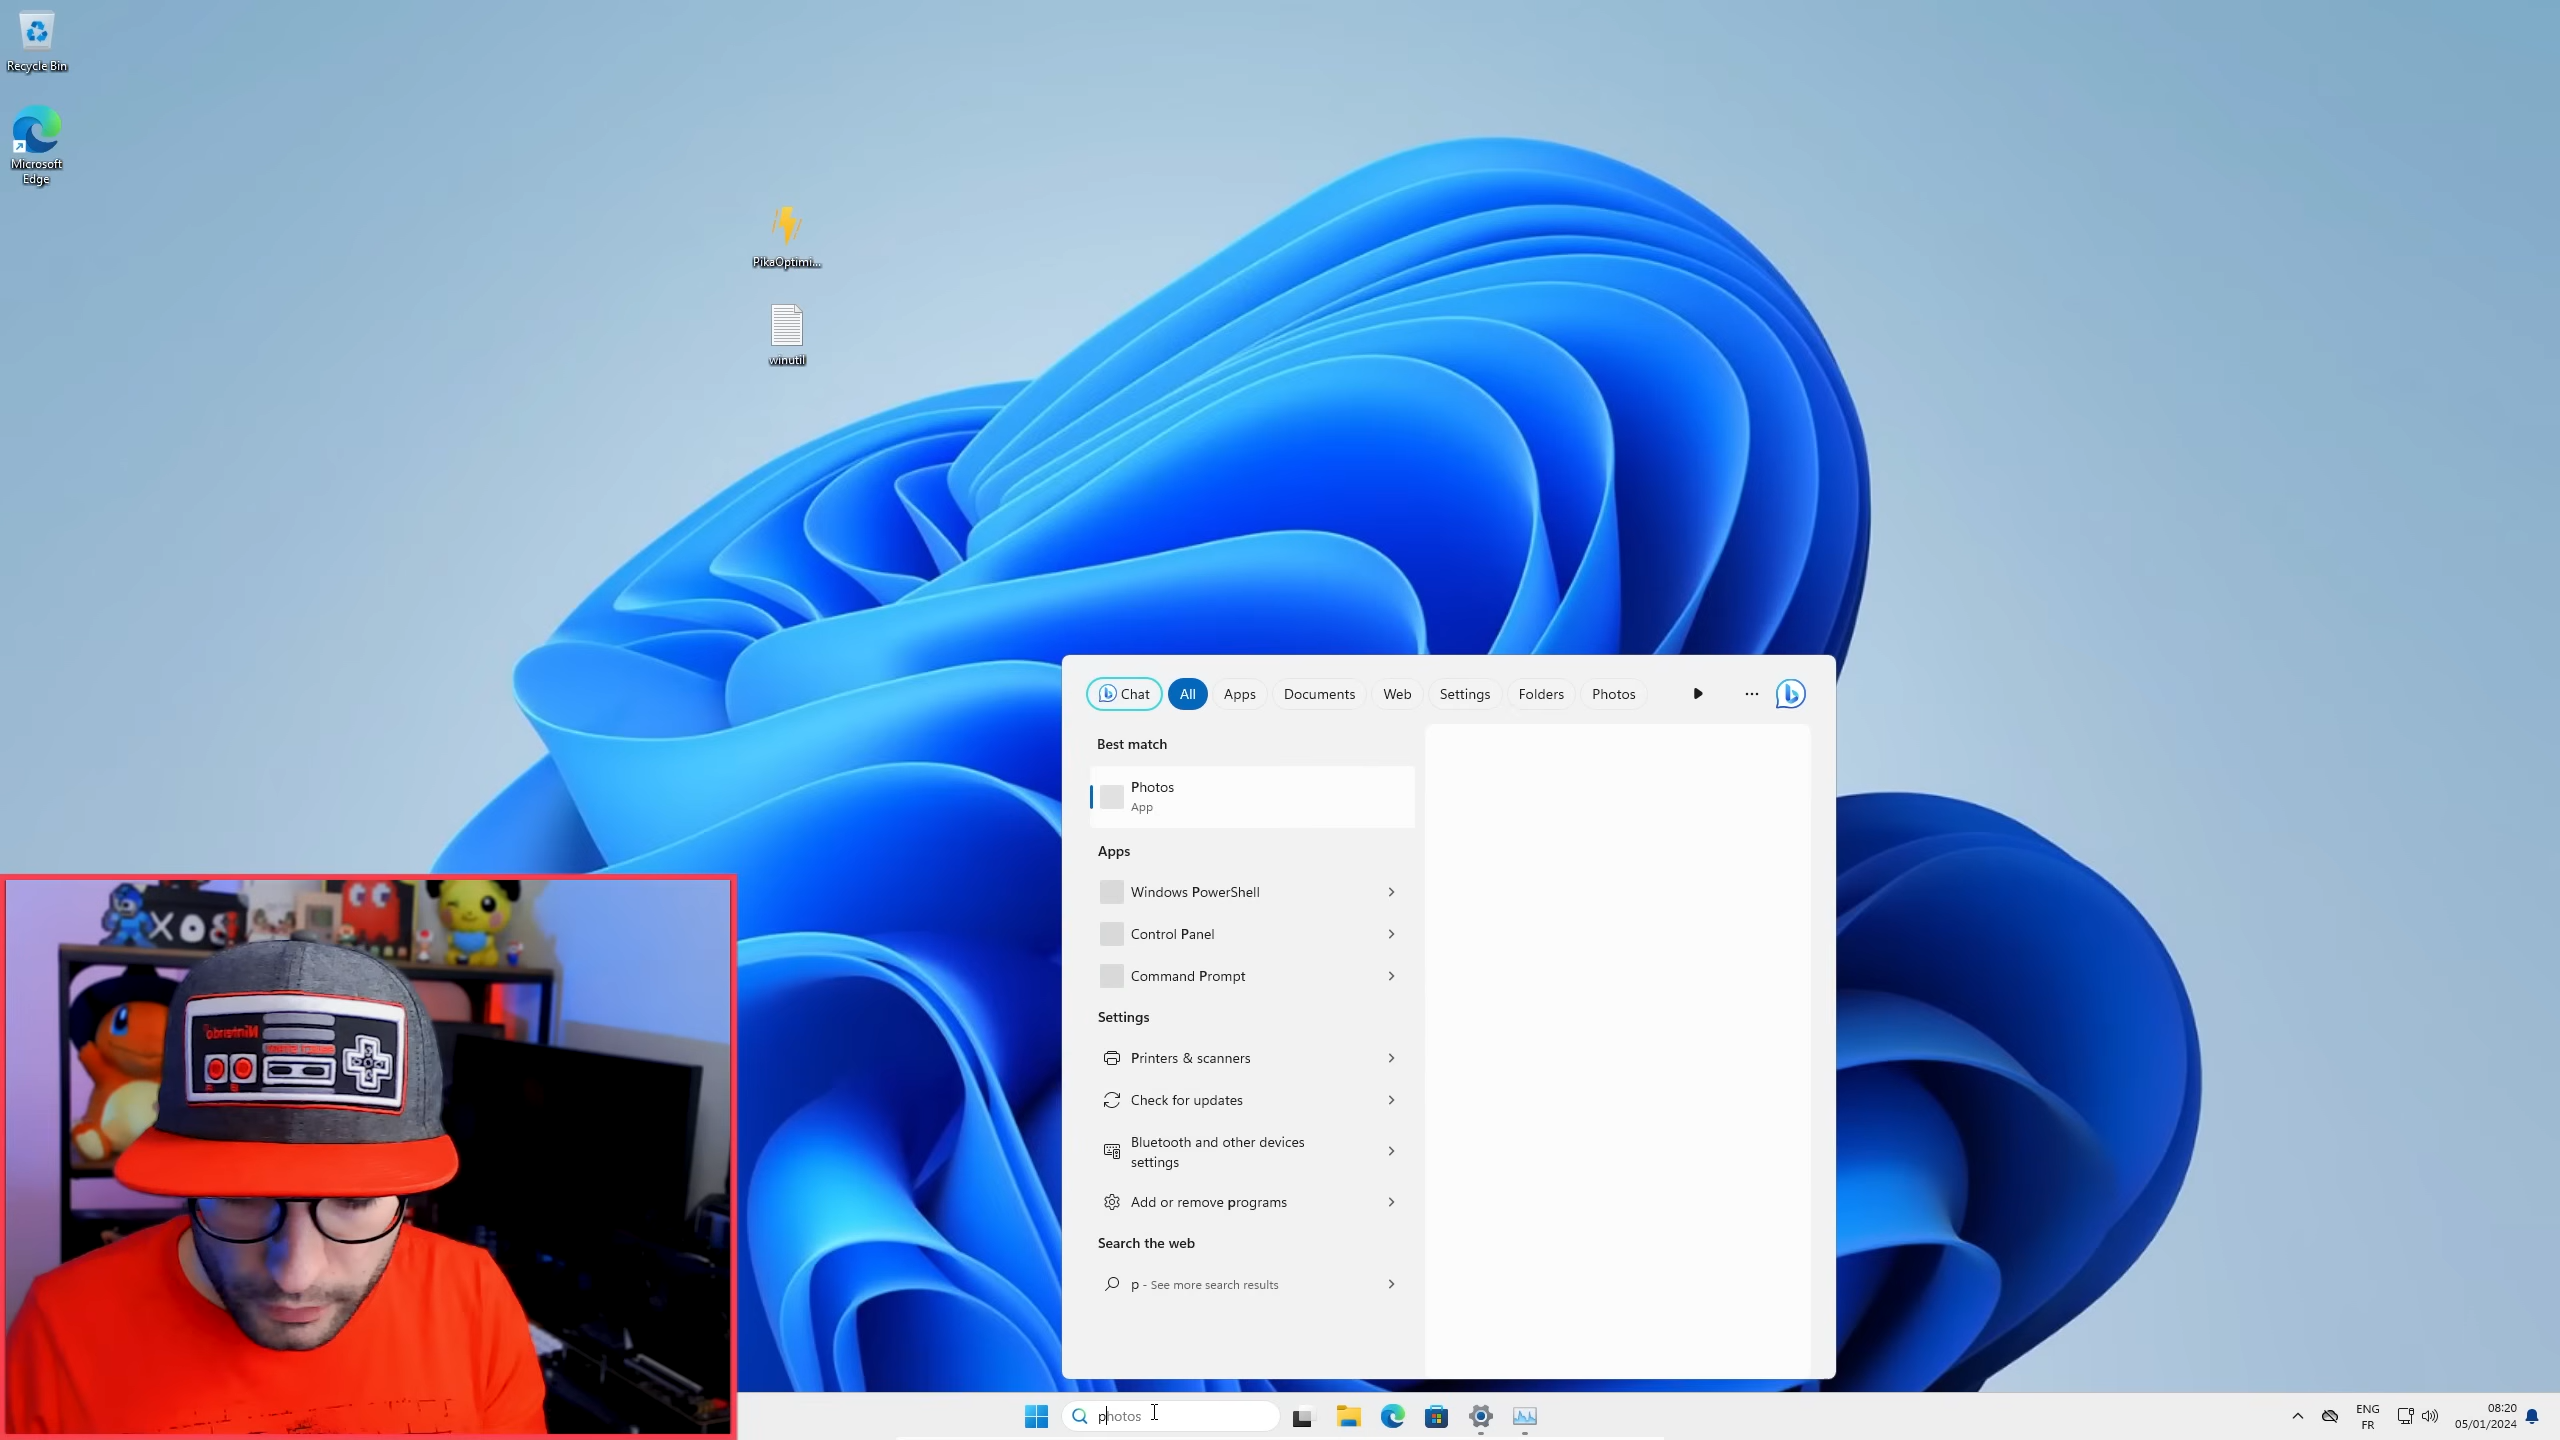 Recycle Bin
Microsoft
Edge
PikaOptimi...
winutil
Chat
All
Apps
Documents
Web
Settings
Folders
Photos
Best match
Photos
App
Apps
Windows PowerShell
Control Panel
Command Prompt
Settings
Printers & scanners
Check for updates
Bluetooth and other devices
settings
Add or remove programs
Search the web
p - See more search results
Nintendo
photos
ENG
FR
08:20
05/01/2024